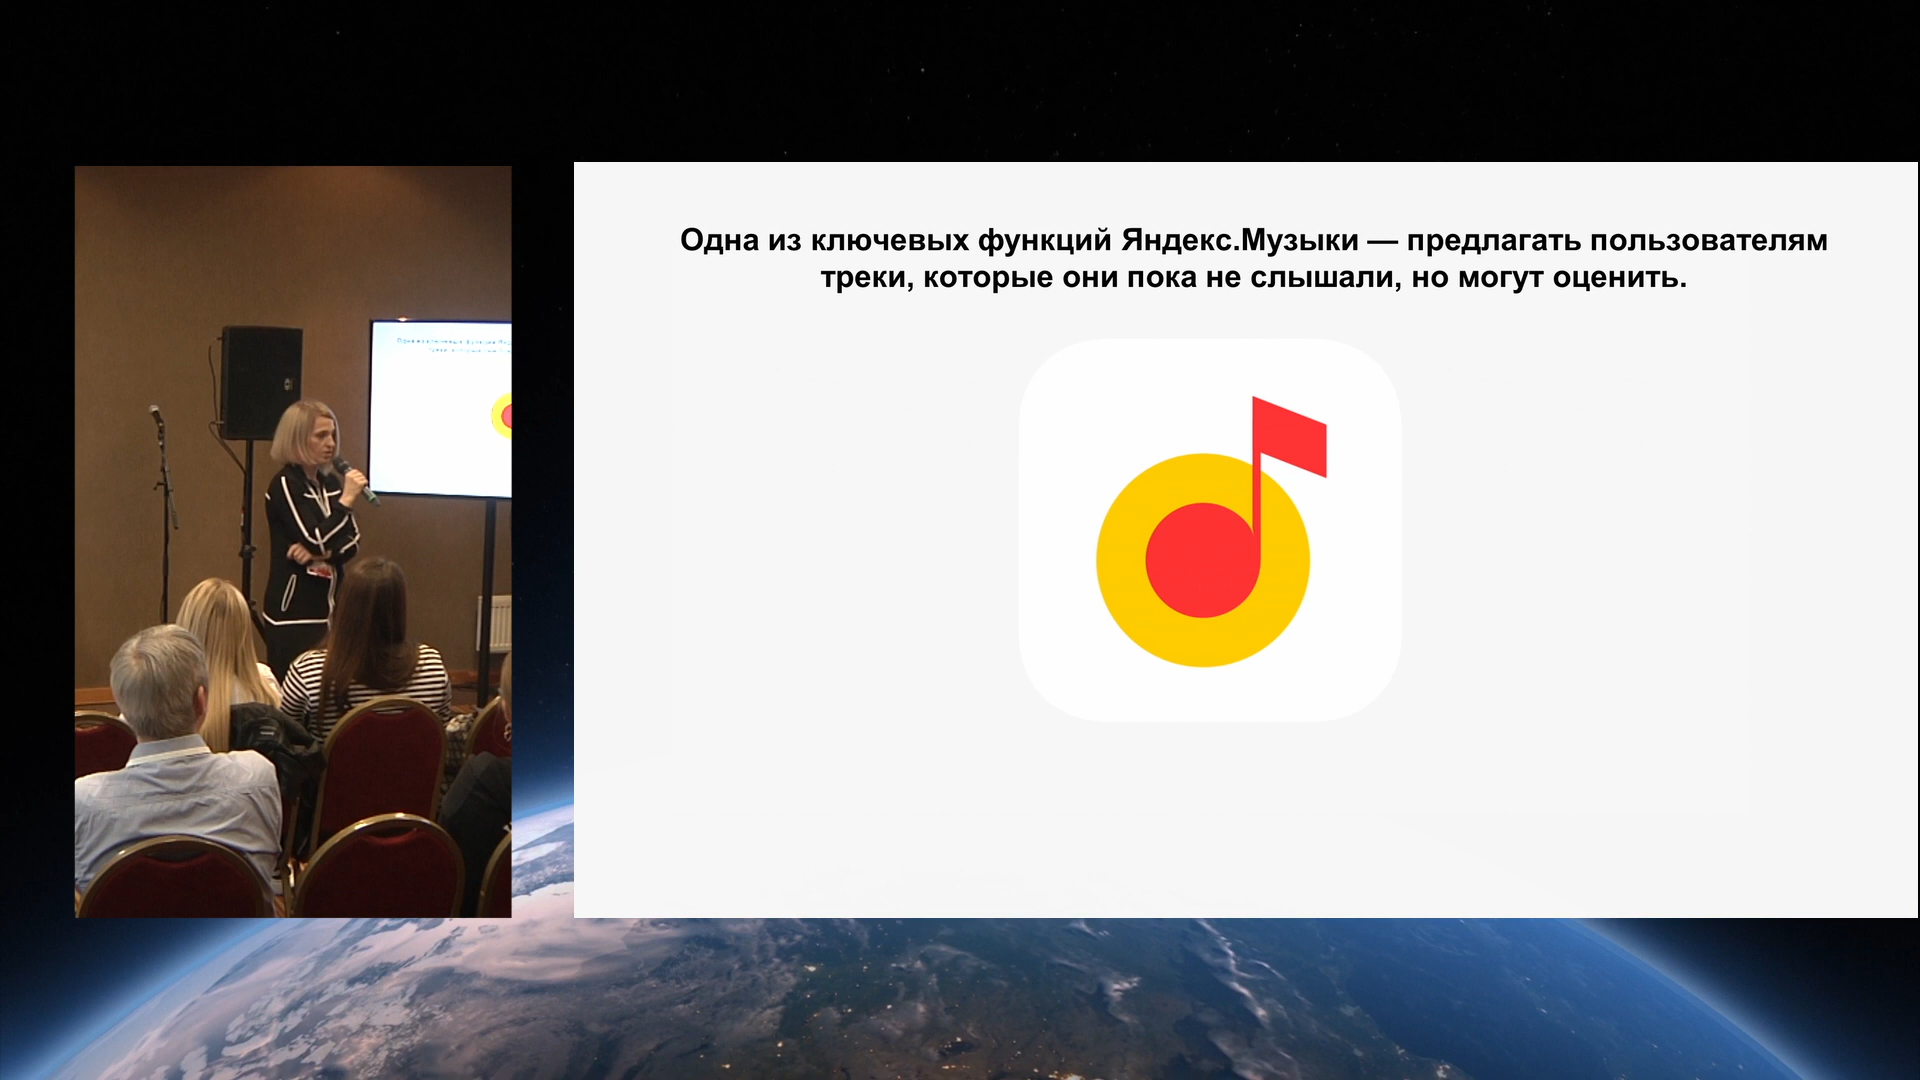 Одна из ключевых функций Яндекс.Музыки — предлагать пользователям
треки, которые они пока не слышали, но могут оценить.